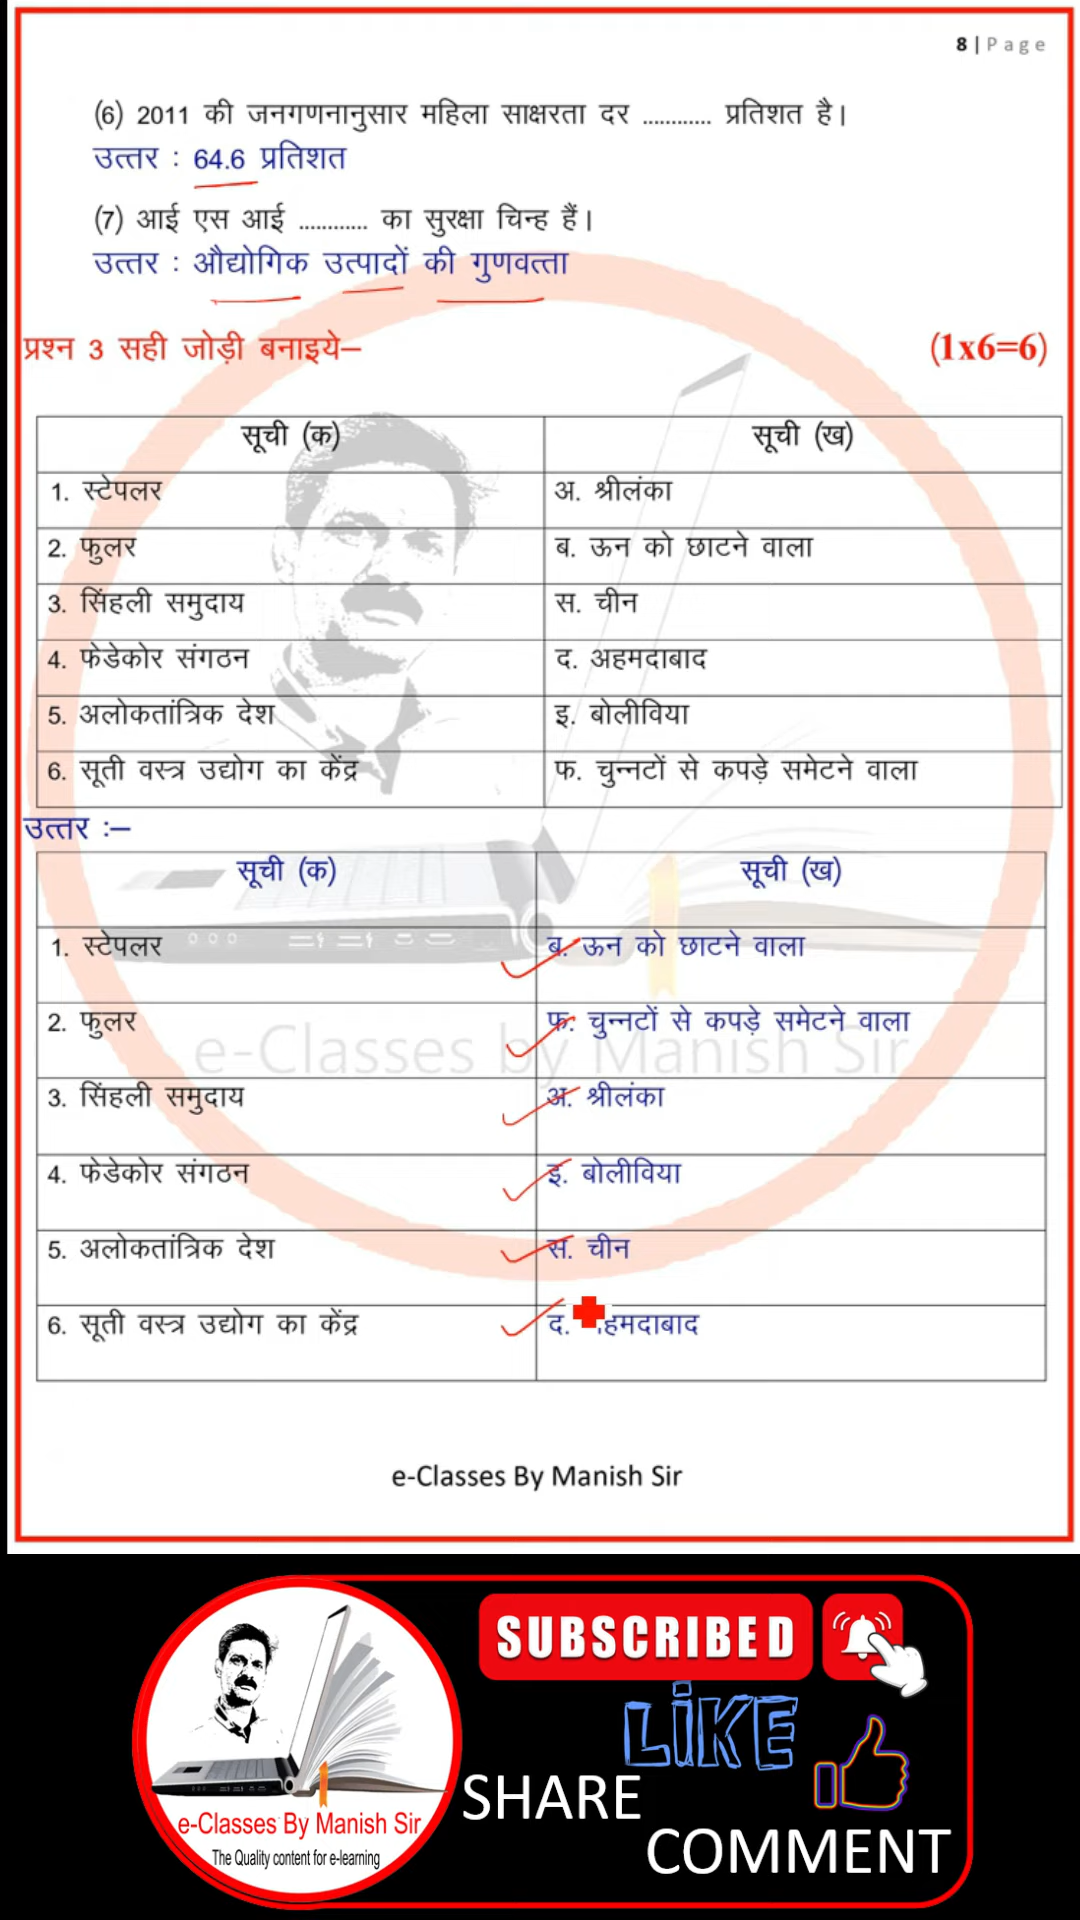 8 | P a g e
(6) 2011 की जनगणनानुसार महिला साक्षरता दर ............ प्रतिशत है।
उत्तर : 64.6 प्रतिशत
(7) आई एस आई ............ का सुरक्षा चिन्ह हैं।
उत्तर : औद्योगिक उत्पादों की गुणवत्ता
प्रश्न 3 सही जोड़ी बनाइये– (1x6=6)
सूची (क) सूची (ख)
1. स्टेपलर अ. श्रीलंका
2. फुलर ब. ऊन को छाटने वाला
3. सिंहली समुदाय स. चीन
4. फेडेकोर संगठन द. अहमदाबाद
5. अलोकतांत्रिक देश इ. बोलीविया
6. सूती वस्त्र उद्योग का केंद्र फ. चुन्नटों से कपड़े समेटने वाला
उत्तर :–
सूची (क) सूची (ख)
1. स्टेपलर ब. ऊन को छाटने वाला
2. फुलर फ. चुन्नटों से कपड़े समेटने वाला
e-Classes by Manish Sir
3. सिंहली समुदाय अ. श्रीलंका
4. फेडेकोर संगठन इ. बोलीविया
5. अलोकतांत्रिक देश स. चीन
6. सूती वस्त्र उद्योग का केंद्र द. अहमदाबाद
e-Classes By Manish Sir
SUBSCRIBED
LiKE
SHARE
COMMENT
e-Classes By Manish Sir
The Quality content for e-learning